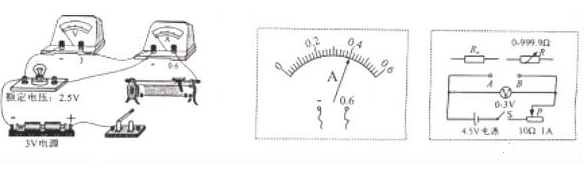 V
A
- 3
- 0.6
额定电压：2.5V
- +
3V电源
0 0.2 0.4 0.6
A
- 0.6
Rx
0-999.9Ω
R
A B
V
0-3V
S
P
4.5V电源
10Ω 1A